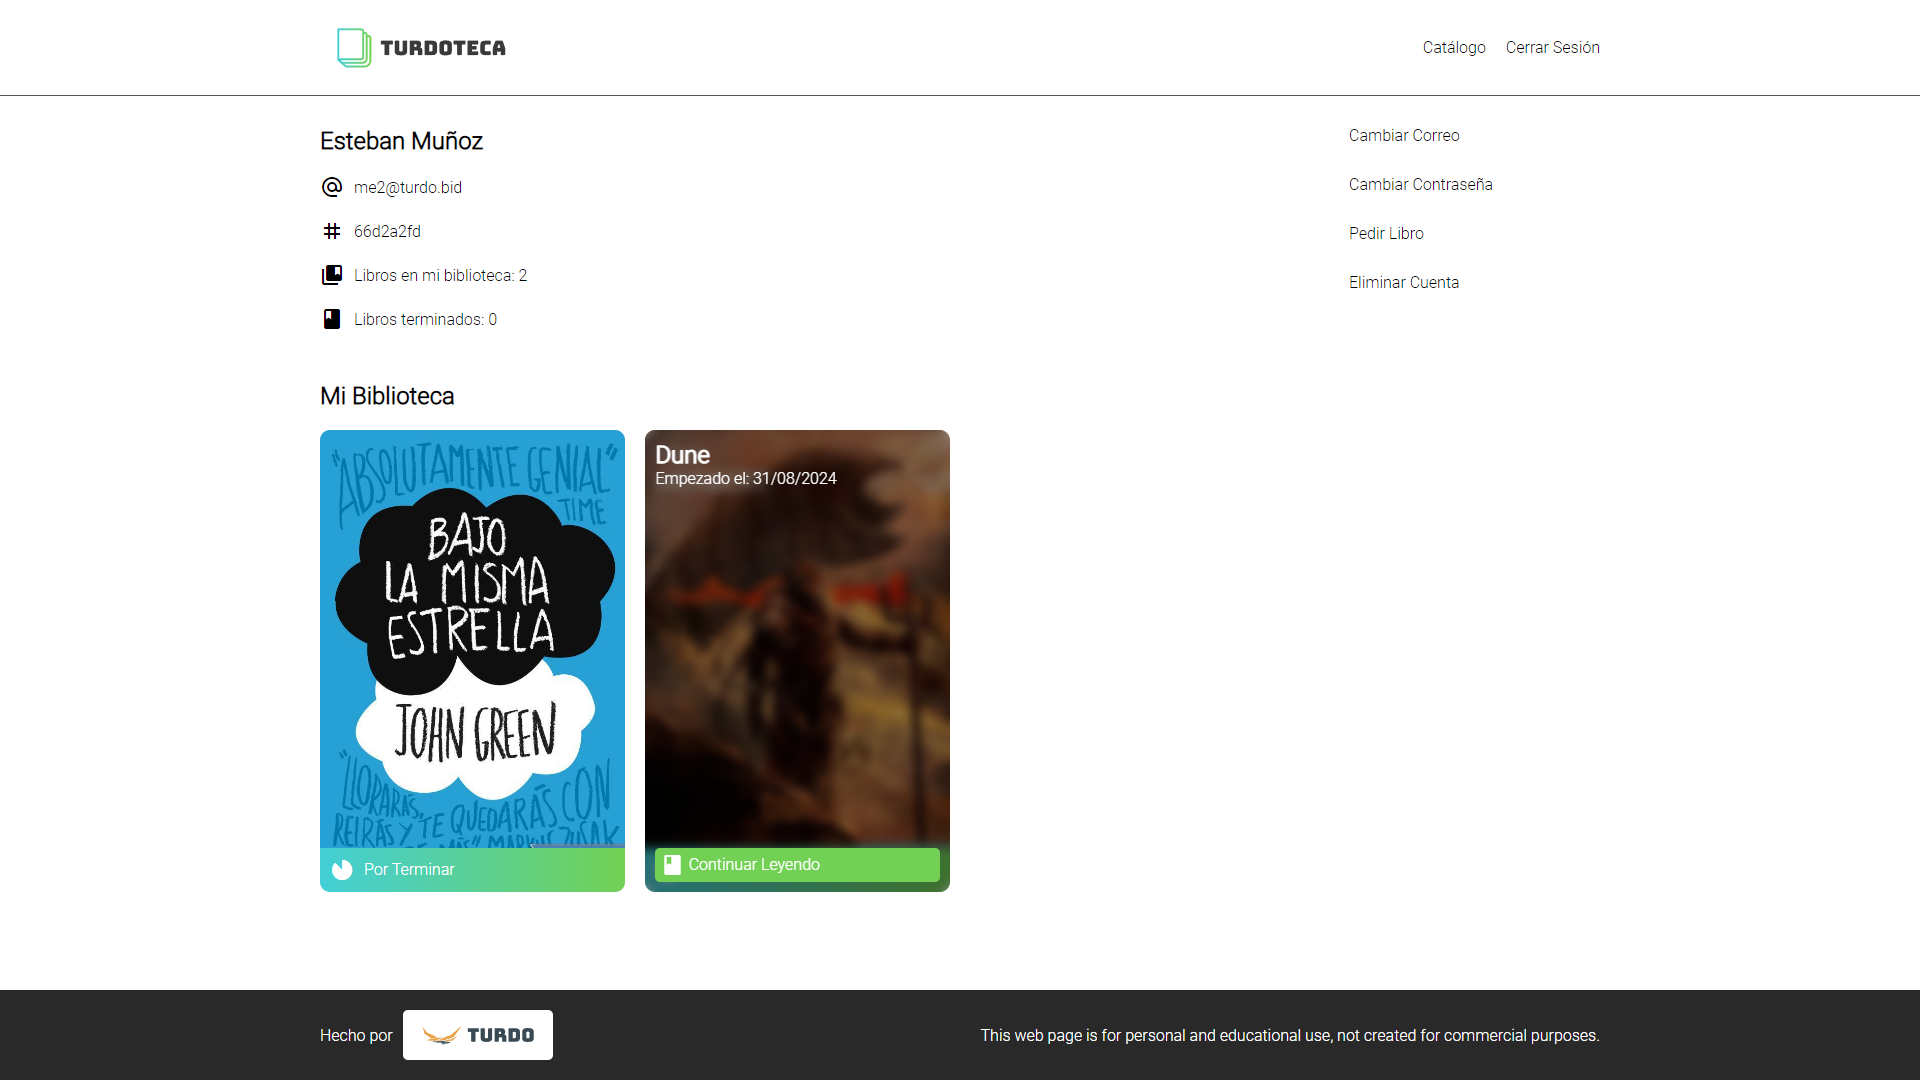 TURDOTECA
Catálogo
Cerrar Sesión
Esteban Muñoz
me2@turdo.bid
66d2a2fd
Libros en mi biblioteca: 2
Libros terminados: 0
Cambiar Correo
Cambiar Contraseña
Pedir Libro
Eliminar Cuenta
Mi Biblioteca
"ABSOLUTAMENTE GENIAL"
TIME
BAJO
LA MISMA
ESTRELLA
JOHN GREEN
"LLORARÁS,
REIRÁS Y TE QUEDARÁS CON
MÁS" MARKUS ZUSAK
Por Terminar
Dune
Empezado el: 31/08/2024
Continuar Leyendo
Hecho por
TURDO
This web page is for personal and educational use, not created for commercial purposes.